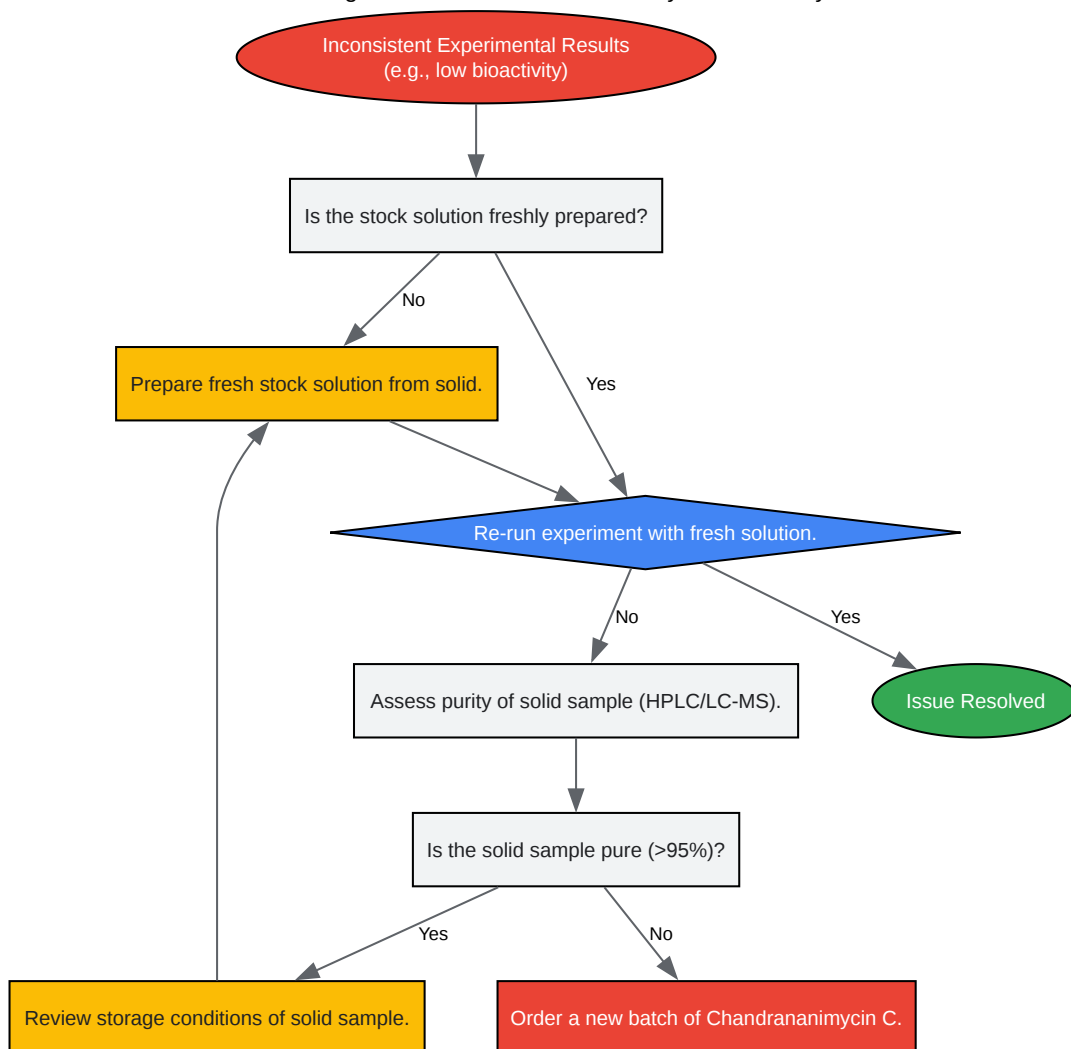 Inconsistent Experimental Results
(e.g., low bioactivity)
Is the stock solution freshly prepared?
No
Prepare fresh stock solution from solid.
Yes
Re-run experiment with fresh solution.
No
Yes
Assess purity of solid sample (HPLC/LC-MS).
Issue Resolved
Is the solid sample pure (>95%)?
Yes
No
Review storage conditions of solid sample.
Order a new batch of Chandrananimycin C.